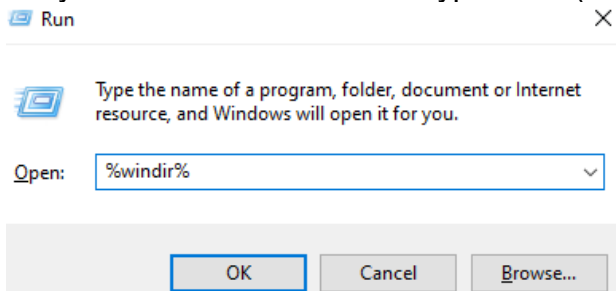 Run
Type the name of a program, folder, document or Internet
resource, and Windows will open it for you.
Open: %windir%
OK Cancel Browse...